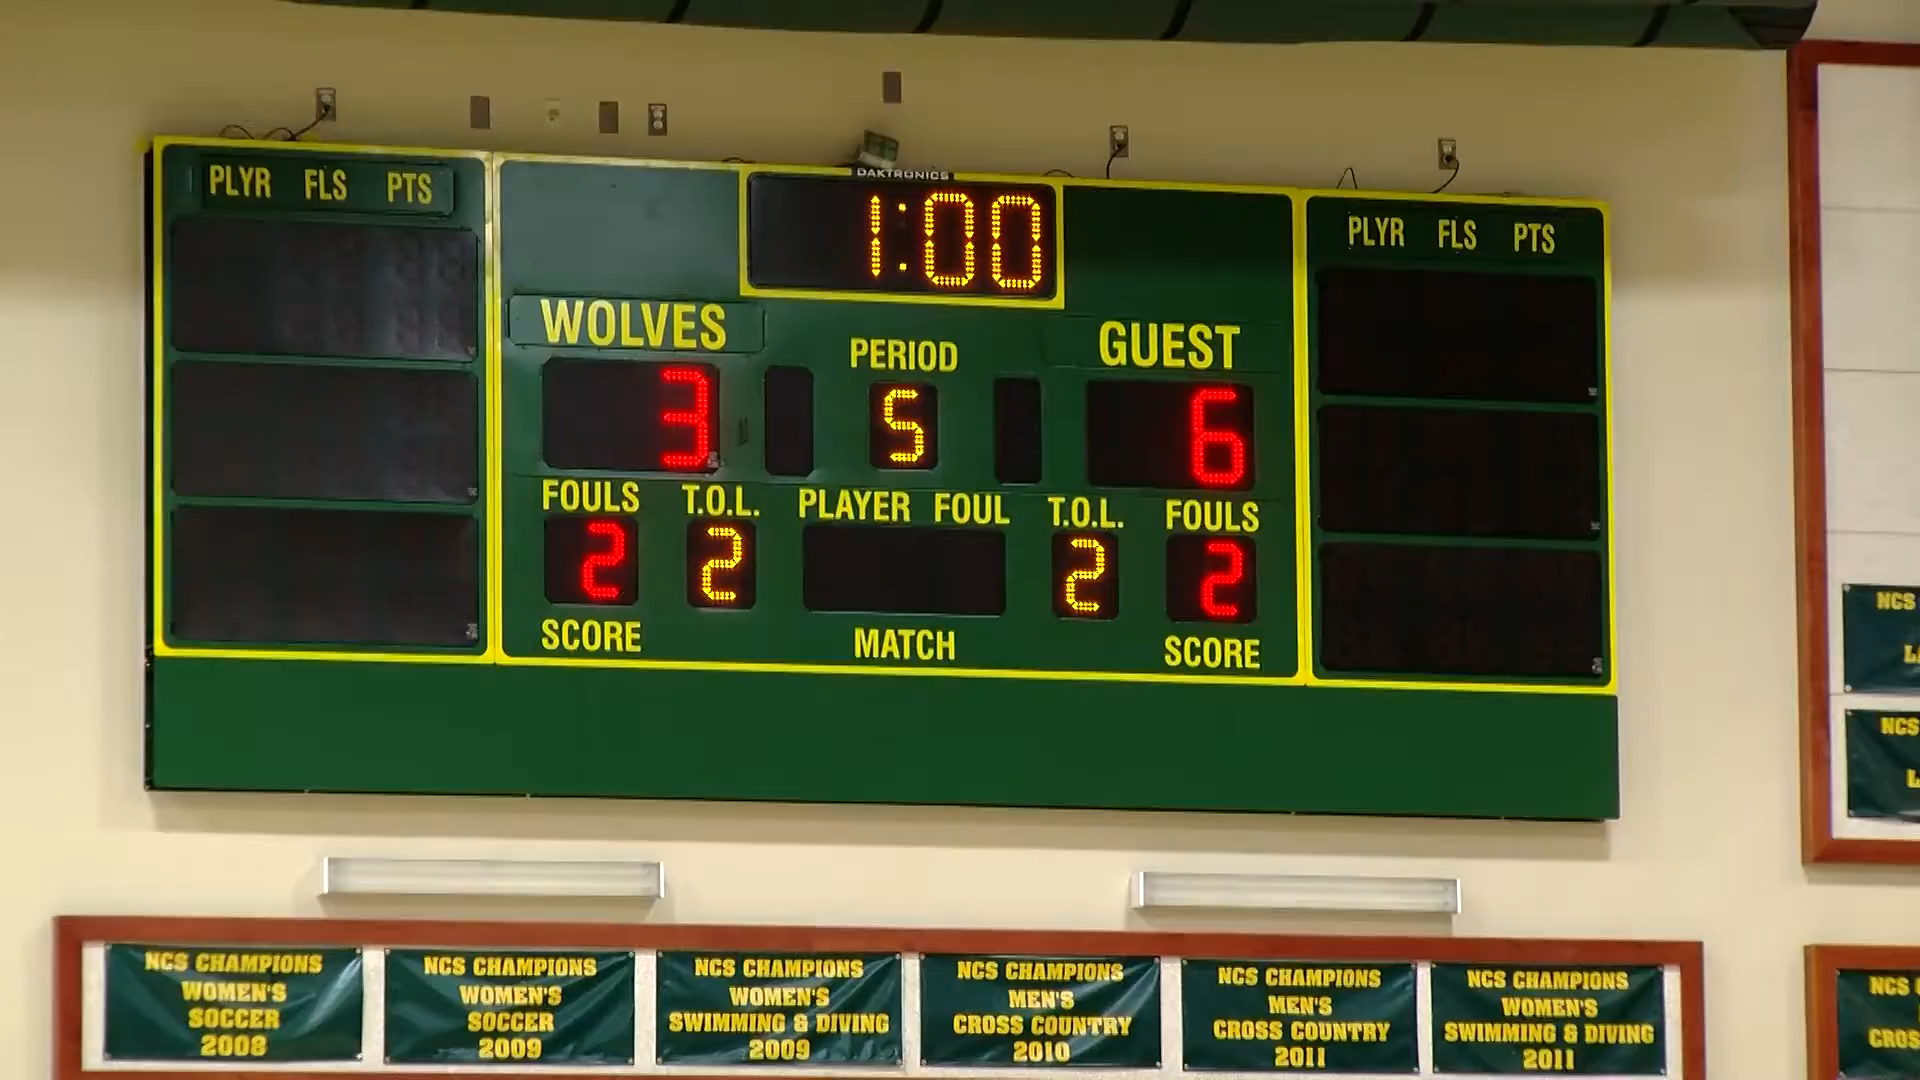 DAKTRONICS
PLYR FLS PTS
1:00
PLYR FLS PTS
WOLVES
PERIOD
GUEST
3
5
6
FOULS T.O.L. PLAYER FOUL T.O.L. FOULS
2 2 2 2
SCORE MATCH SCORE
NCS CHAMPIONS
WOMEN'S
SOCCER
2008
NCS CHAMPIONS
WOMEN'S
SOCCER
2009
NCS CHAMPIONS
WOMEN'S
SWIMMING & DIVING
2009
NCS CHAMPIONS
MEN'S
CROSS COUNTRY
2010
NCS CHAMPIONS
MEN'S
CROSS COUNTRY
2011
NCS CHAMPIONS
WOMEN'S
SWIMMING & DIVING
2011
NCS
NCS
NCS